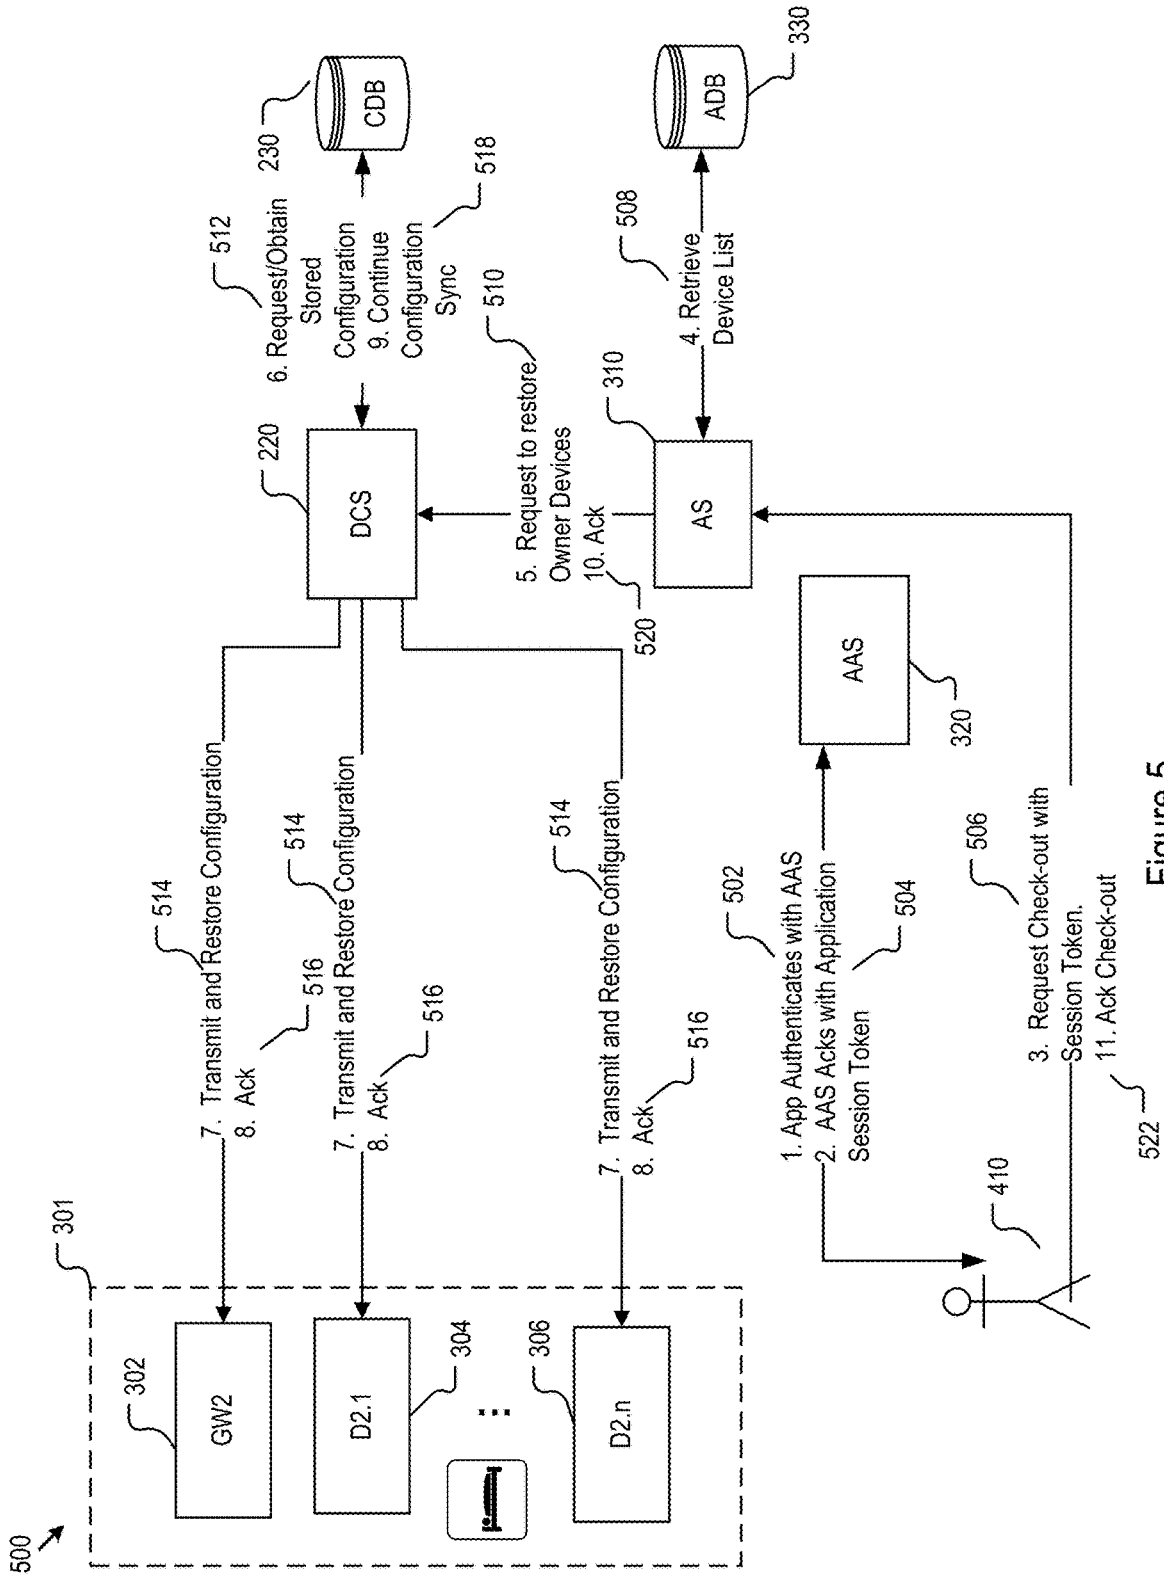 500
301
302
GW2
D2.1
304
...
306
D2.n
7. Transmit and Restore Configuration
514
8. Ack
516
7. Transmit and Restore Configuration
514
8. Ack
516
7. Transmit and Restore Configuration
514
8. Ack
516
DCS
220
6. Request/Obtain
Stored
Configuration
512
9. Continue
Configuration
Sync
518
CDB
230
5. Request to restore
Owner Devices
510
10. Ack
520
AS
310
4. Retrieve
Device List
508
ADB
330
AAS
320
1. App Authenticates with AAS
502
2. AAS Acks with Application
Session Token
504
410
3. Request Check-out with
Session Token.
506
11. Ack Check-out
522
Figure 5